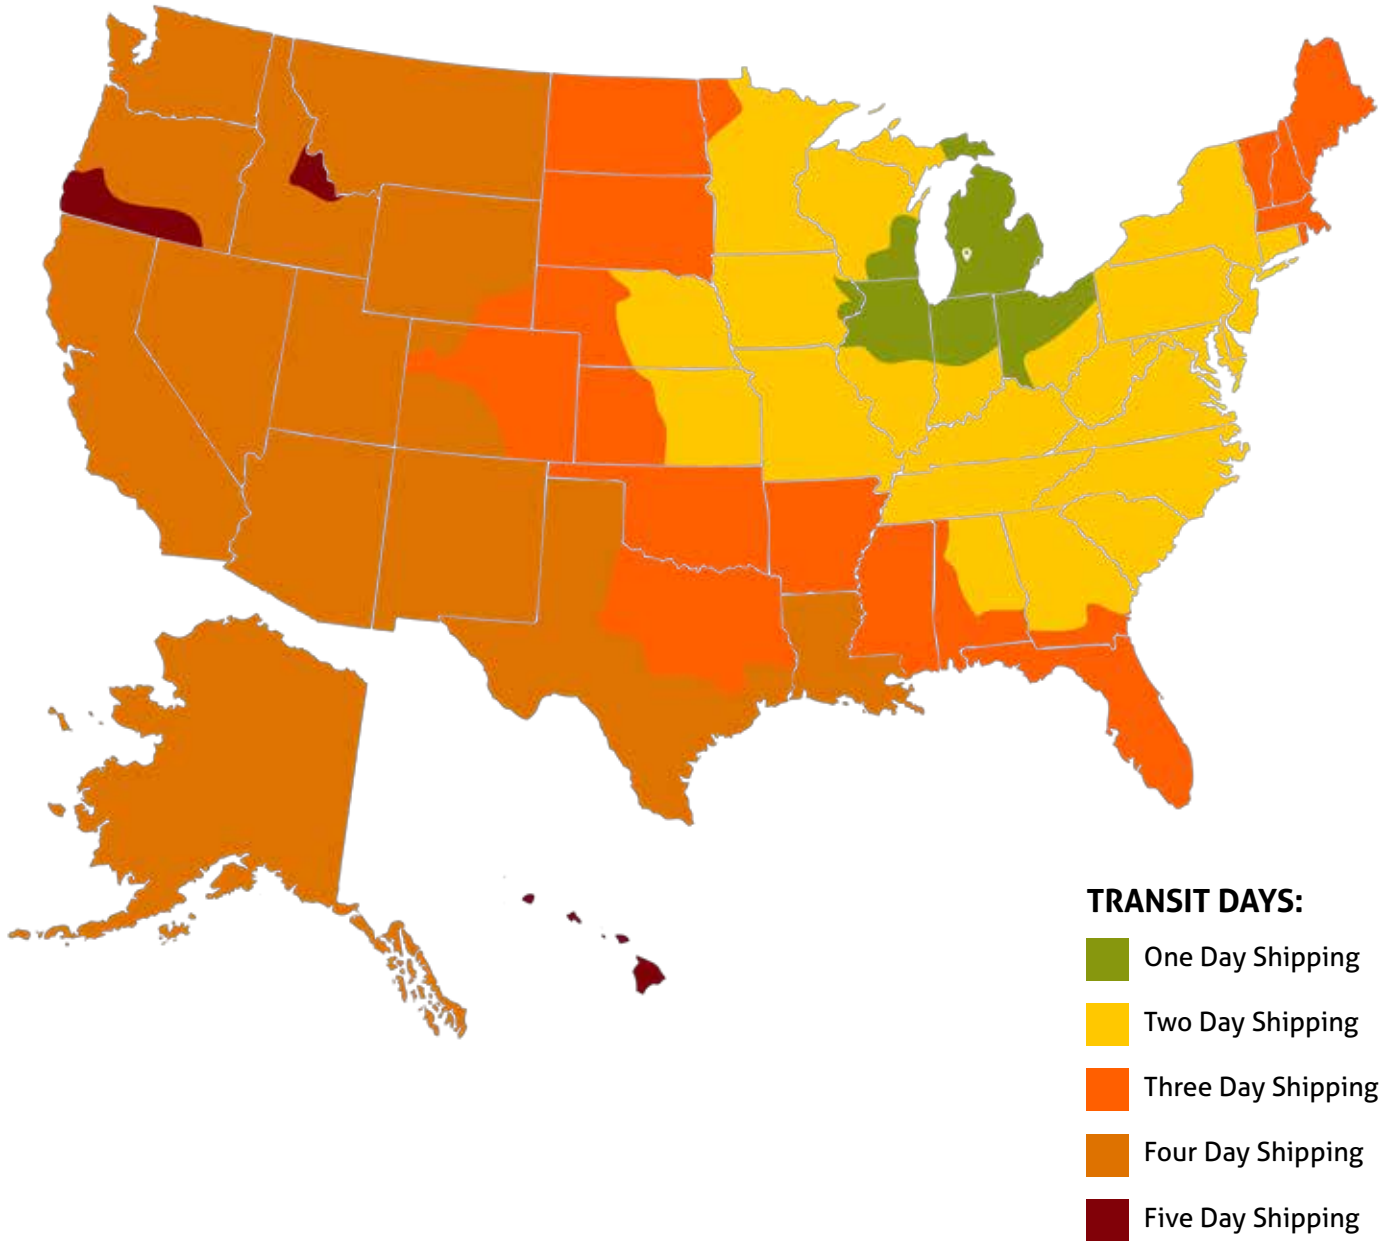 TRANSIT DAYS:
One Day Shipping
Two Day Shipping
Three Day Shipping
Four Day Shipping
Five Day Shipping